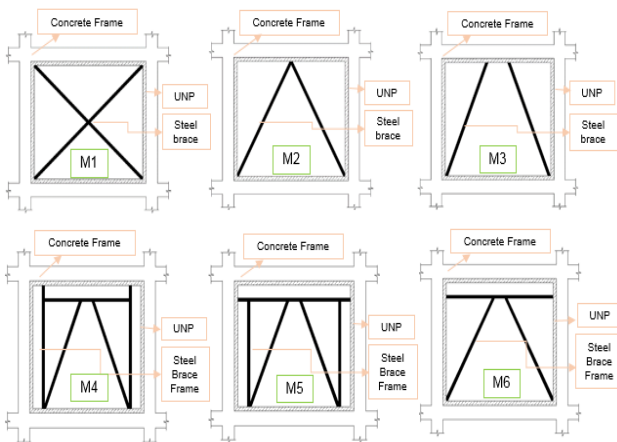 Concrete Frame
UNP
Steel
brace
M1
Concrete Frame
UNP
Steel
brace
M2
Concrete Frame
UNP
Steel
brace
M3
Concrete Frame
UNP
Steel
Brace
Frame
M4
Concrete Frame
UNP
Steel
Brace
Frame
M5
Concrete Frame
UNP
Steel
Brace
Frame
M6